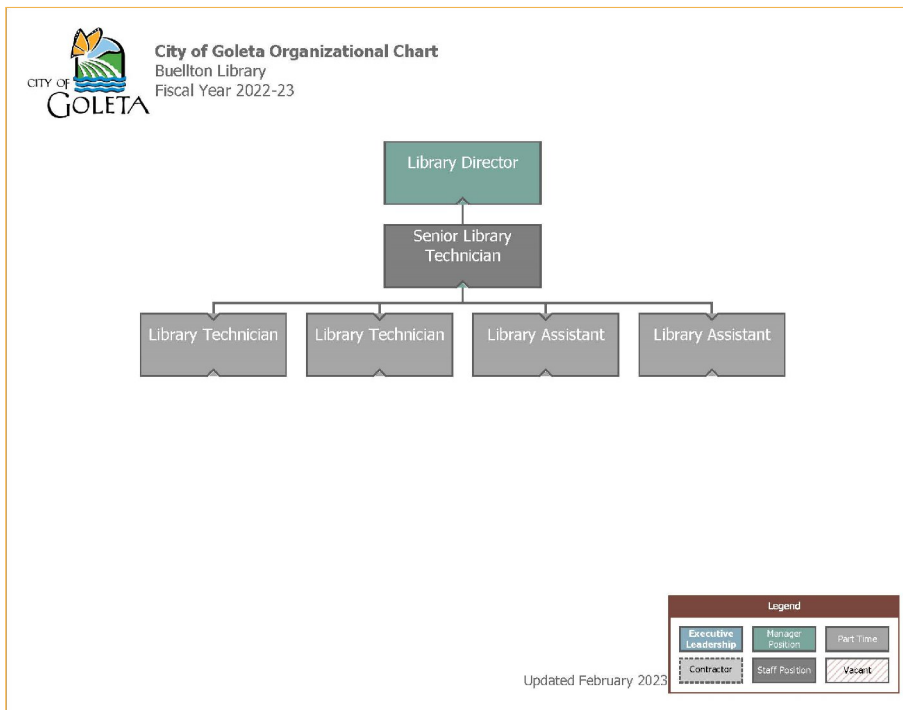 CITY OF
GOLETA
City of Goleta Organizational Chart
Buellton Library
Fiscal Year 2022-23
Library Director
Senior Library
Technician
Library Technician
Library Technician
Library Assistant
Library Assistant
Updated February 2023
Legend
Executive
Leadership
Manager
Position
Part Time
Contractor
Staff Position
Vacant